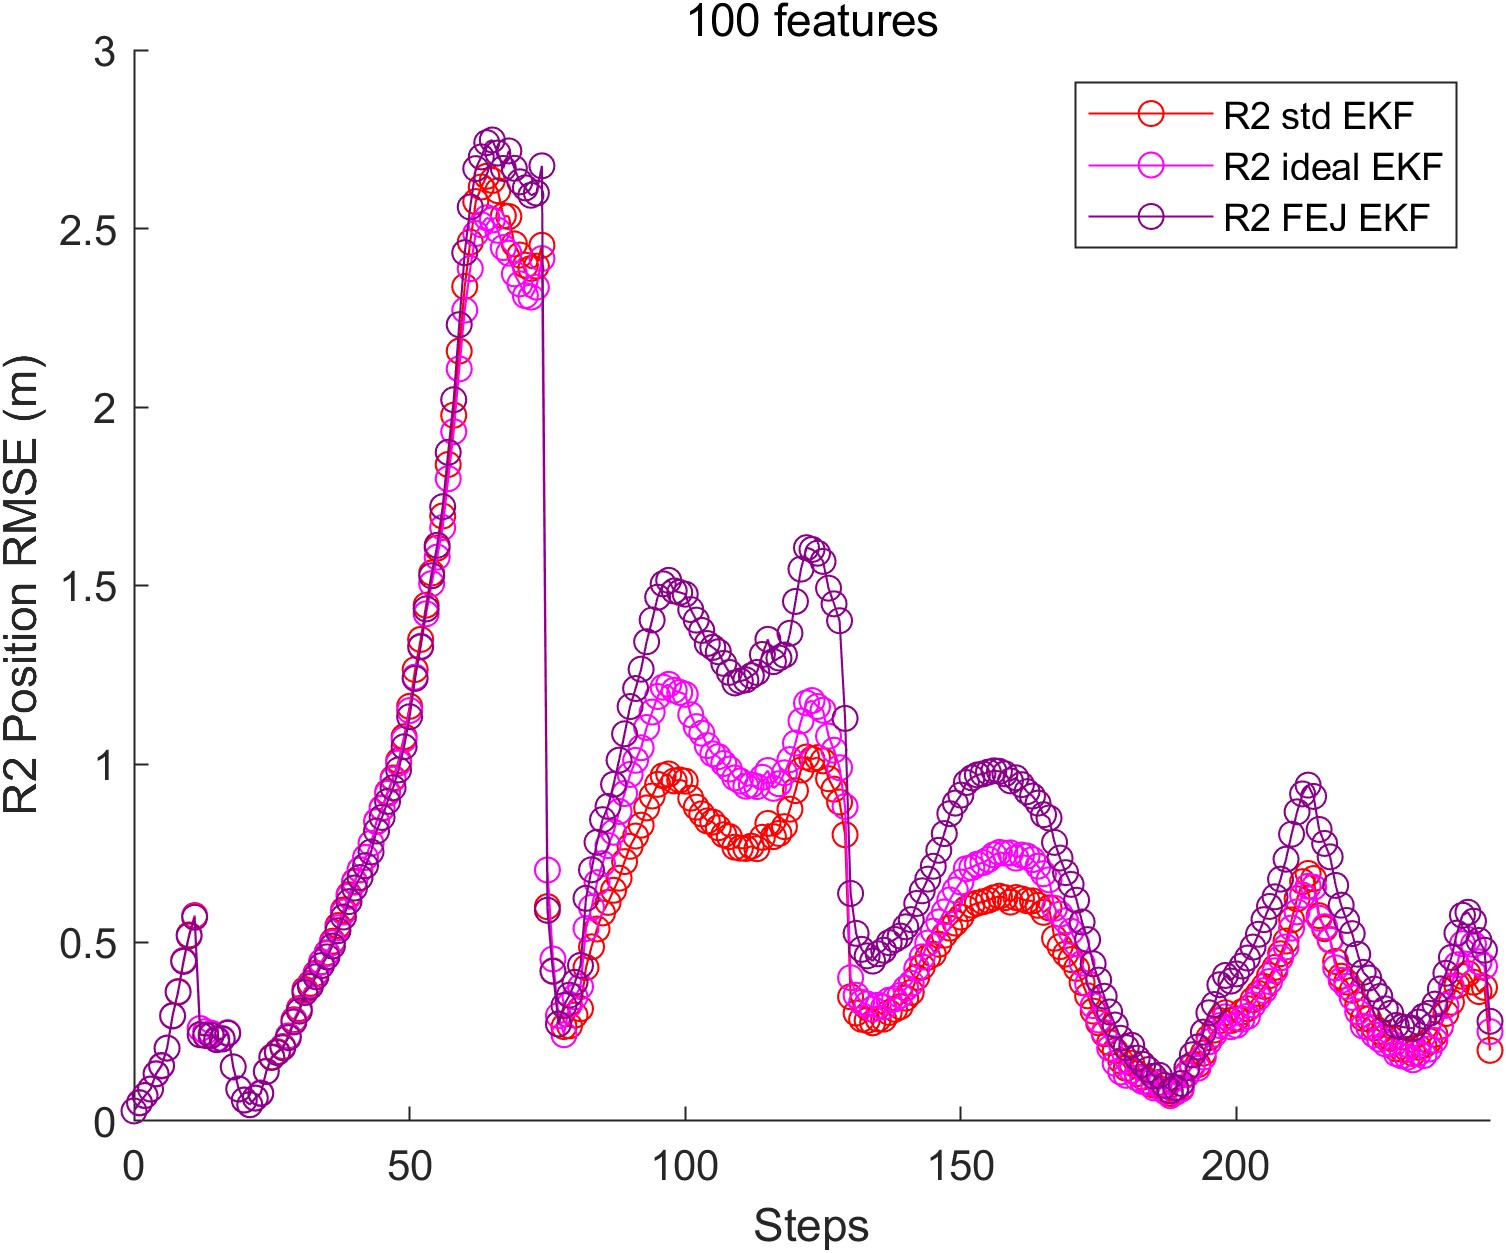 100 features
3
2.5
2
1.5
1
0.5
0
R2 Position RMSE (m)
R2 std EKF
R2 ideal EKF
R2 FEJ EKF
0 50 100 150 200
Steps